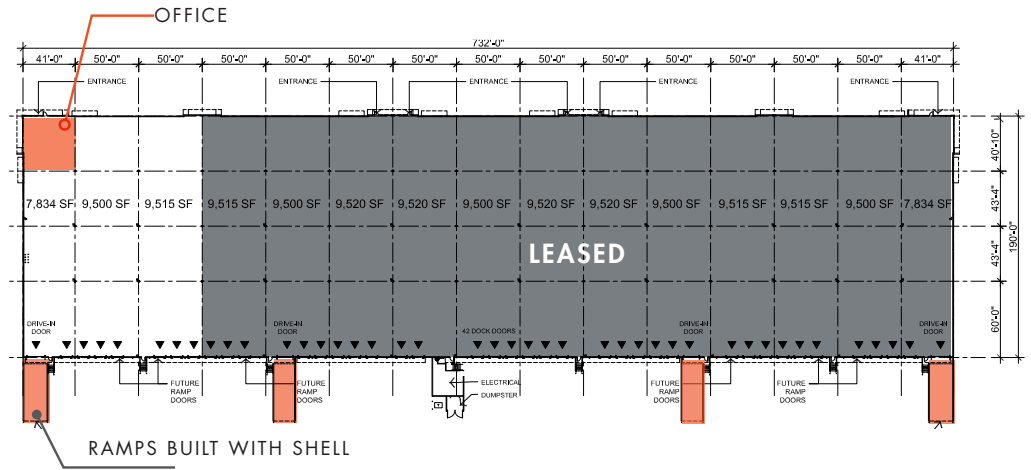 OFFICE
732'-0"
41'-0" 50'-0" 50'-0" 50'-0" 50'-0" 50'-0" 50'-0" 50'-0" 50'-0" 50'-0" 50'-0" 50'-0" 50'-0" 50'-0" 41'-0"
ENTRANCE ENTRANCE ENTRANCE ENTRANCE ENTRANCE
40'-10"
7,834 SF 9,500 SF 9,515 SF 9,515 SF 9,500 SF 9,520 SF 9,520 SF 9,500 SF 9,520 SF 9,520 SF 9,500 SF 9,515 SF 9,515 SF 9,500 SF 7,834 SF
43'-4"
190'-0"
LEASED
43'-4"
60'-0"
DRIVE-IN
DOOR
DRIVE-IN
DOOR
42 DOCK DOORS
DRIVE-IN
DOOR
DRIVE-IN
DOOR
FUTURE
RAMP
DOORS
FUTURE
RAMP
DOORS
ELECTRICAL
DUMPSTER
FUTURE
RAMP
DOORS
FUTURE
RAMP
DOORS
RAMPS BUILT WITH SHELL